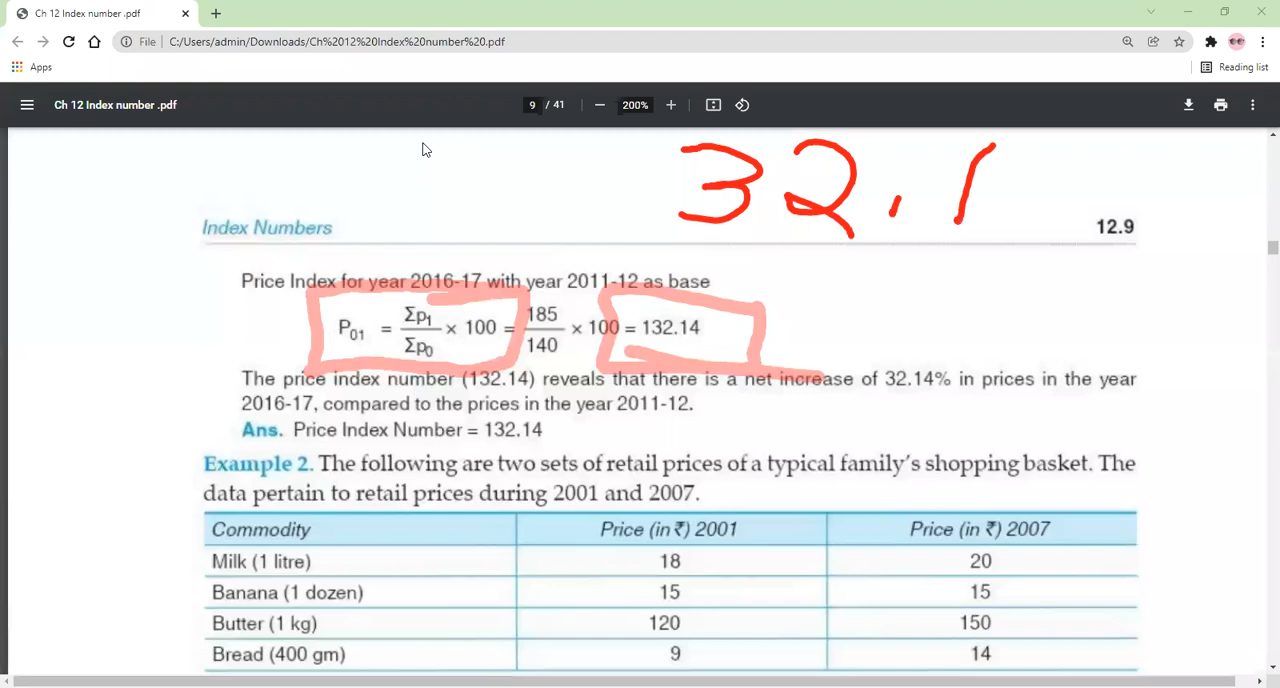 Ch 12 Index number .pdf
File | C:/Users/admin/Downloads/Ch%2012%20Index%20number%20.pdf
Apps
Reading list
Ch 12 Index number .pdf
9 / 41
200%
32.1
Index Numbers 12.9
Price Index for year 2016-17 with year 2011-12 as base
P₀₁ = Σp₁/Σp₀ × 100 = 185/140 × 100 = 132.14
The price index number (132.14) reveals that there is a net increase of 32.14% in prices in the year
2016-17, compared to the prices in the year 2011-12.
Ans. Price Index Number = 132.14
Example 2. The following are two sets of retail prices of a typical family's shopping basket. The
data pertain to retail prices during 2001 and 2007.
Commodity Price (in ₹) 2001 Price (in ₹) 2007
Milk (1 litre) 18 20
Banana (1 dozen) 15 15
Butter (1 kg) 120 150
Bread (400 gm) 9 14